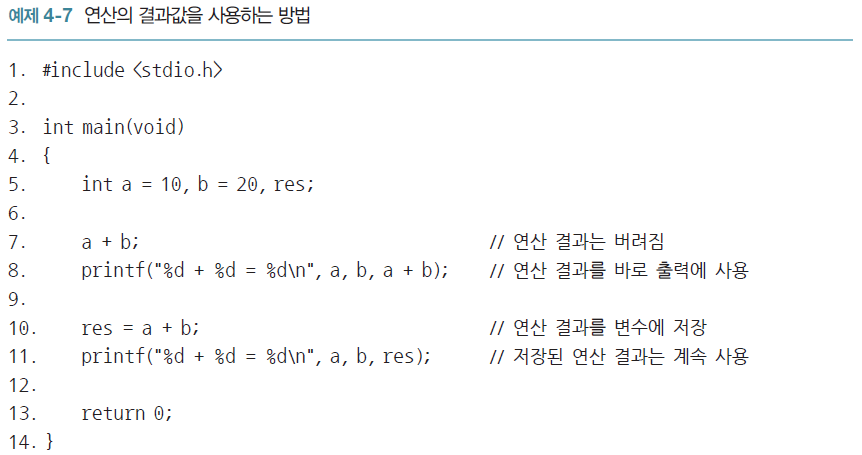 예제 4-7 연산의 결과값을 사용하는 방법
1. #include <stdio.h>
2.
3. int main(void)
4. {
5. int a = 10, b = 20, res;
6.
7. a + b; // 연산 결과는 버려짐
8. printf("%d + %d = %d\n", a, b, a + b); // 연산 결과를 바로 출력에 사용
9.
10. res = a + b; // 연산 결과를 변수에 저장
11. printf("%d + %d = %d\n", a, b, res); // 저장된 연산 결과는 계속 사용
12.
13. return 0;
14. }